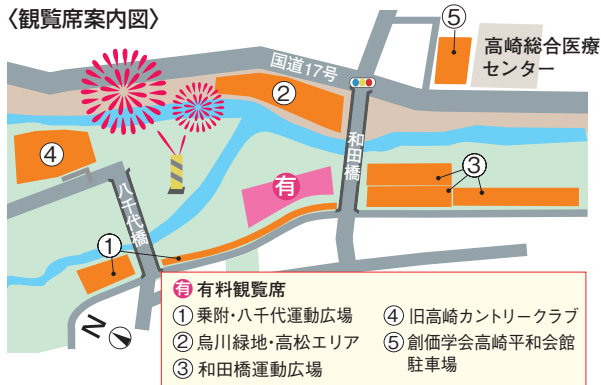 〈観覧席案内図〉
国道17号
⑤
高崎総合医療
センター
②
④
和田橋
③
有
八千代橋
①
N
有 有料観覧席
① 乗附・八千代運動広場
② 烏川緑地・高松エリア
③ 和田橋運動広場
④ 旧高崎カントリークラブ
⑤ 創価学会高崎平和会館
駐車場